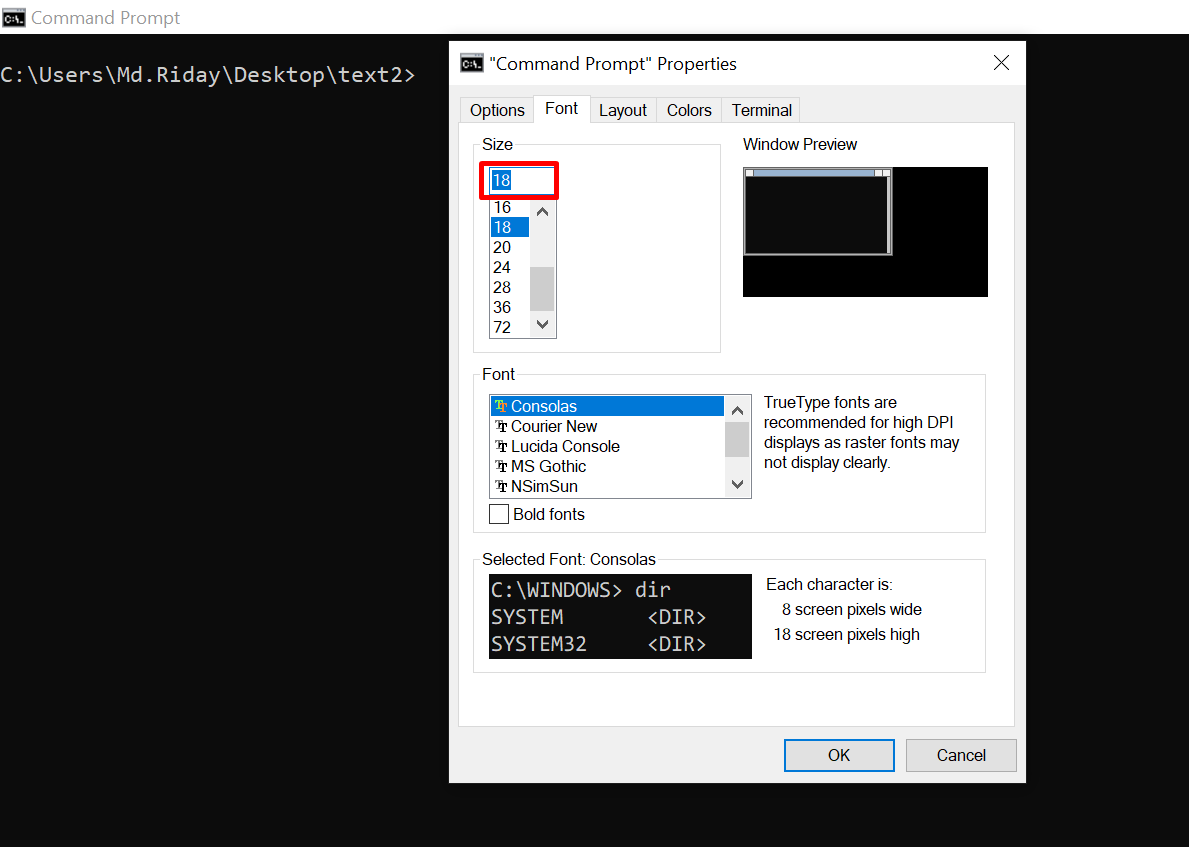 Command Prompt
C:\Users\Md.Riday\Desktop\text2>
"Command Prompt" Properties
Options Font Layout Colors Terminal
Size
18
16
18
20
24
28
36
72
Window Preview
Font
Consolas
Courier New
Lucida Console
MS Gothic
NSimSun
Bold fonts
TrueType fonts are
recommended for high DPI
displays as raster fonts may
not display clearly.
Selected Font: Consolas
C:\WINDOWS> dir
SYSTEM <DIR>
SYSTEM32 <DIR>
Each character is:
8 screen pixels wide
18 screen pixels high
OK Cancel